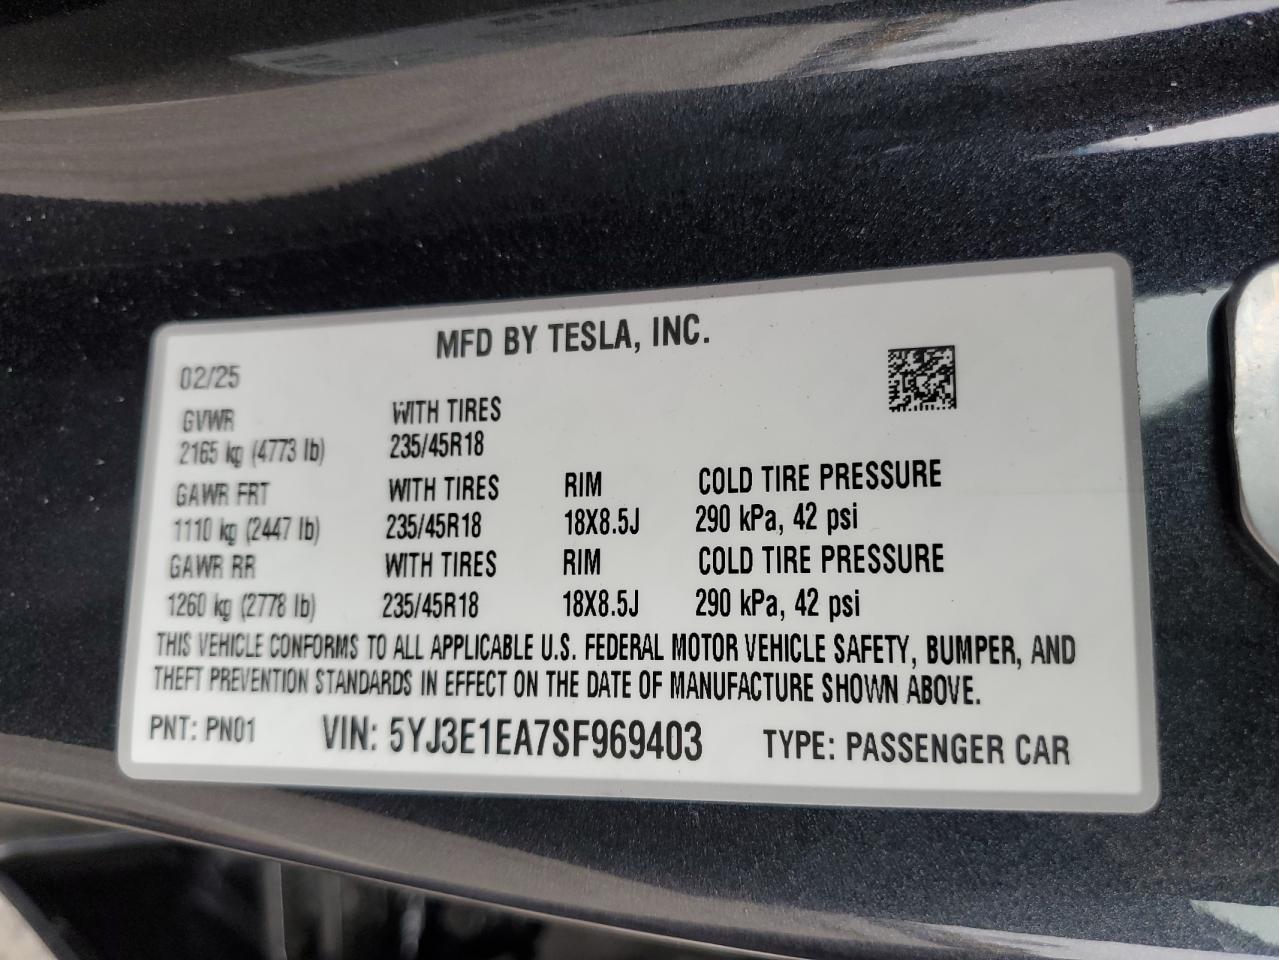 MFD BY TESLA, INC.
02/25
GVWR WITH TIRES
2165 kg (4773 lb) 235/45R18
GAWR FRT WITH TIRES RIM COLD TIRE PRESSURE
1110 kg (2447 lb) 235/45R18 18X8.5J 290 kPa, 42 psi
GAWR RR WITH TIRES RIM COLD TIRE PRESSURE
1260 kg (2778 lb) 235/45R18 18X8.5J 290 kPa, 42 psi
THIS VEHICLE CONFORMS TO ALL APPLICABLE U.S. FEDERAL MOTOR VEHICLE SAFETY, BUMPER, AND
THEFT PREVENTION STANDARDS IN EFFECT ON THE DATE OF MANUFACTURE SHOWN ABOVE.
PNT: PN01 VIN: 5YJ3E1EA7SF969403 TYPE: PASSENGER CAR